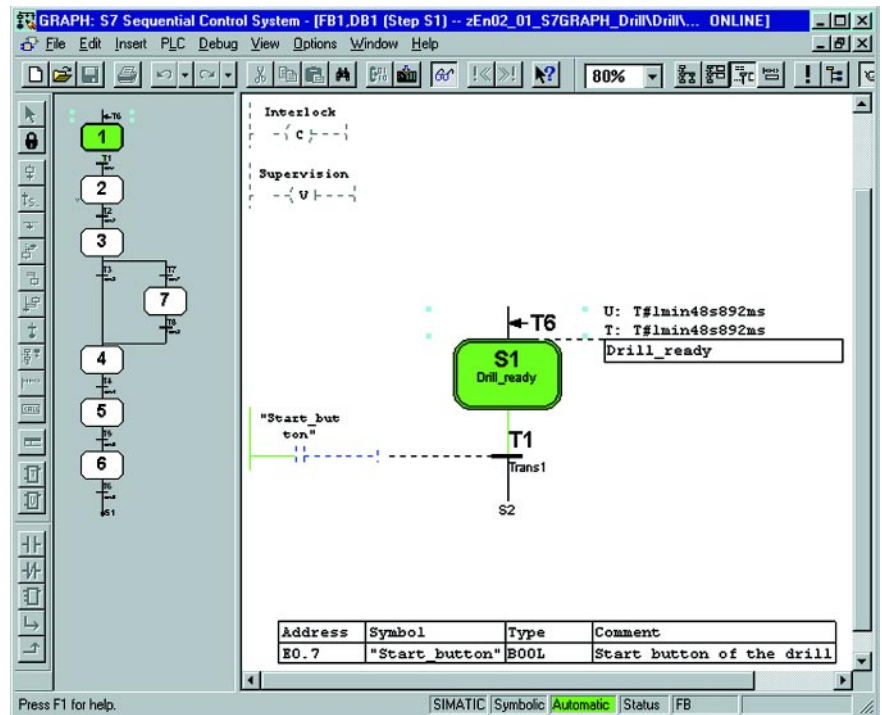 GRAPH: S7 Sequential Control System - [FB1,DB1 (Step S1) -- zEn02_01_S7GRAPH_Drill\Drill\... ONLINE]
File Edit Insert PLC Debug View Options Window Help
80%
T6
1
T1
2
T2
3
T3 T7
7
T8
4
T4
5
T5
6
T6
S1
Interlock
C
Supervision
V
T6
U: T#1min48s892ms
T: T#1min48s892ms
Drill_ready
S1
Drill_ready
"Start_but
ton"
T1
Trans1
S2
Address Symbol Type Comment
E0.7 "Start_button" BOOL Start button of the drill
Press F1 for help. SIMATIC Symbolic Automatic Status FB